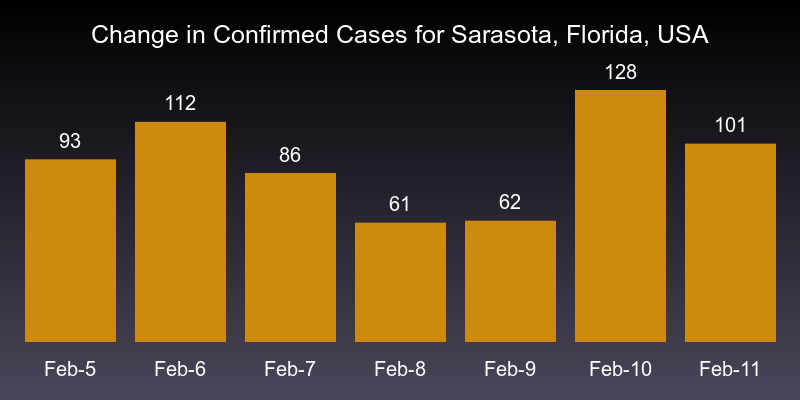 Change in Confirmed Cases for Sarasota, Florida, USA
93
112
86
61
62
128
101
Feb-5
Feb-6
Feb-7
Feb-8
Feb-9
Feb-10
Feb-11